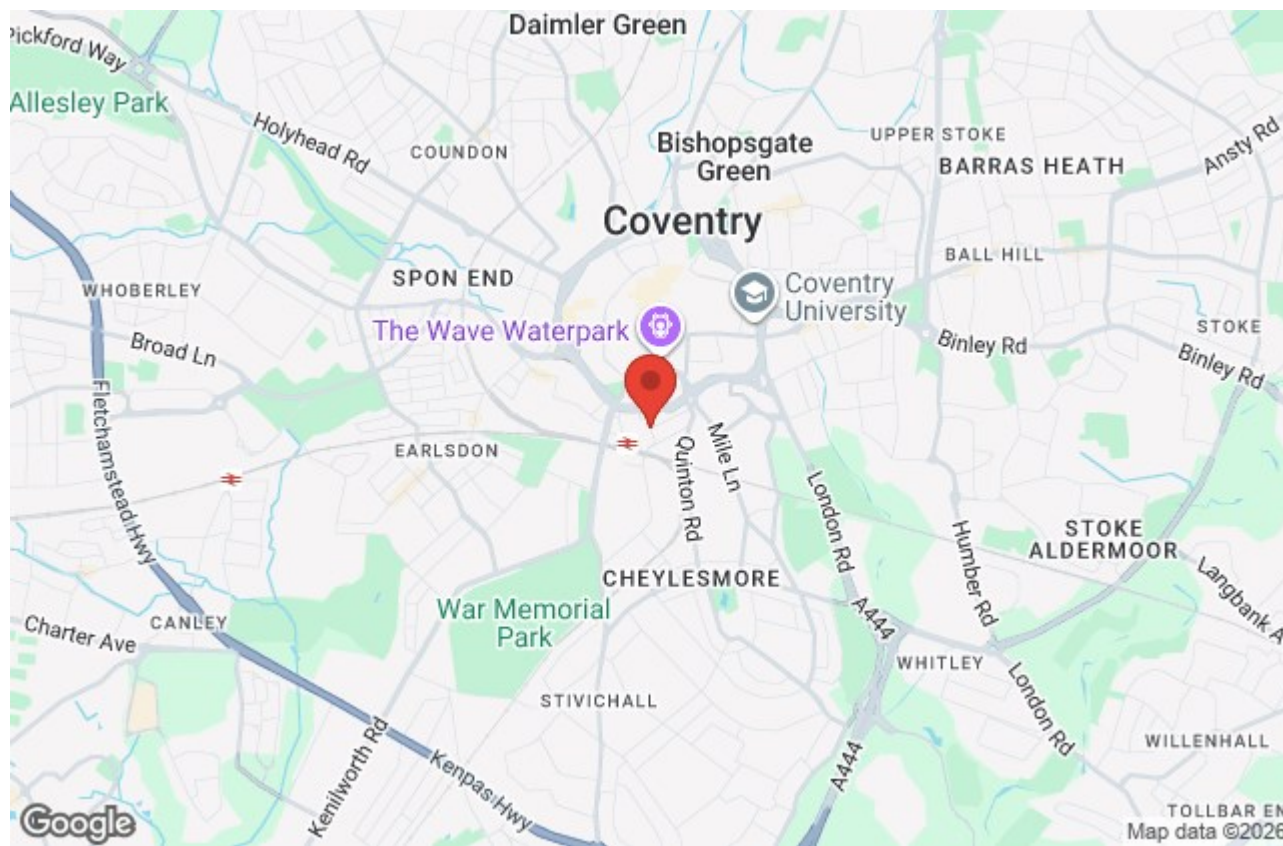 Daimler Green
Pickford Way
Allesley Park
Holyhead Rd
COUNDON
Bishopsgate
Green
UPPER STOKE
BARRAS HEATH
Ansty Rd
Coventry
SPON END
WHOBERLEY
Broad Ln
The Wave Waterpark
Coventry
University
BALL HILL
Binley Rd
STOKE
Binley Rd
Fletchamstead Hwy
EARLSDON
Quinton Rd
Mile Ln
London Rd
Humber Rd
STOKE
ALDERMOOR
Langbank A
CHEYLESMORE
War Memorial
Park
A444
Charter Ave
CANLEY
WHITLEY
London Rd
STIVICHALL
Kenilworth Rd
Kenpas Hwy
A444
WILLENHALL
TOLLBAR EN
Google
Map data ©2026